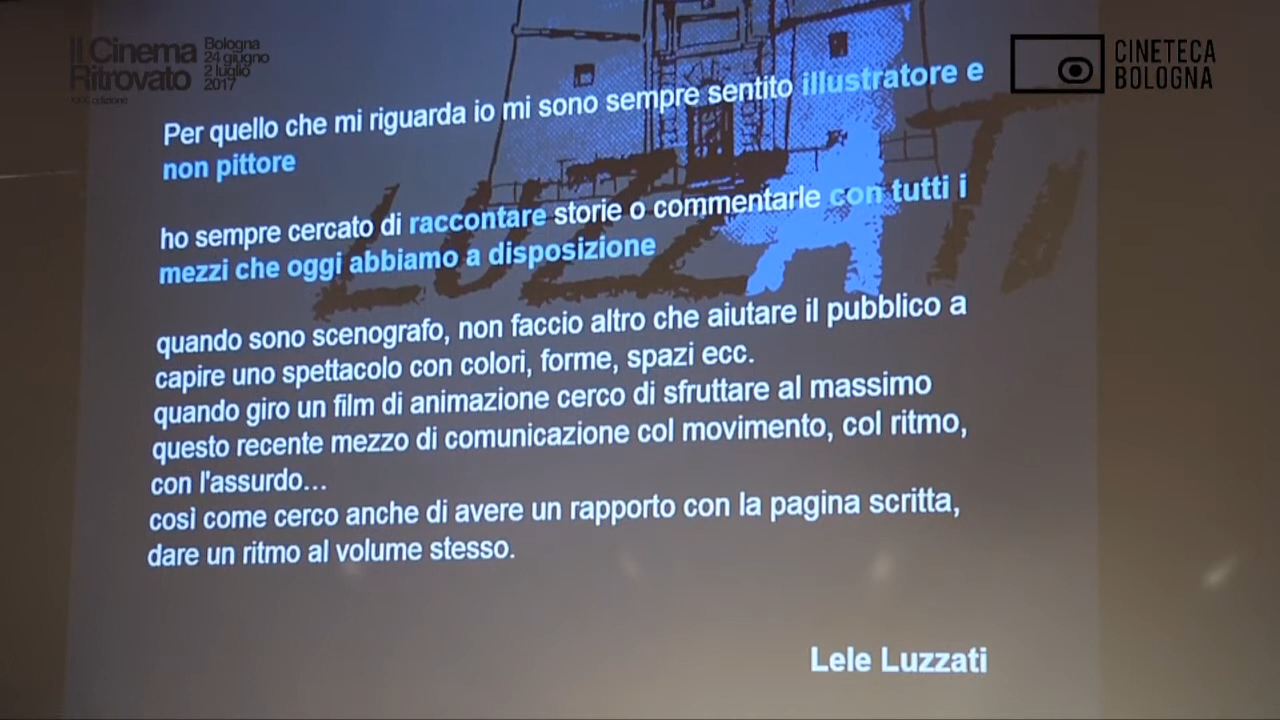 Il Cinema
Ritrovato
Bologna
24 giugno
2 luglio
2017
CINETECA
BOLOGNA
Per quello che mi riguarda io mi sono sempre sentito illustratore e
non pittore
ho sempre cercato di raccontare storie o commentarle con tutti i
mezzi che oggi abbiamo a disposizione
LUZZATI
quando sono scenografo, non faccio altro che aiutare il pubblico a
capire uno spettacolo con colori, forme, spazi ecc.
quando giro un film di animazione cerco di sfruttare al massimo
questo recente mezzo di comunicazione col movimento, col ritmo,
con l'assurdo...
così come cerco anche di avere un rapporto con la pagina scritta,
dare un ritmo al volume stesso.
Lele Luzzati